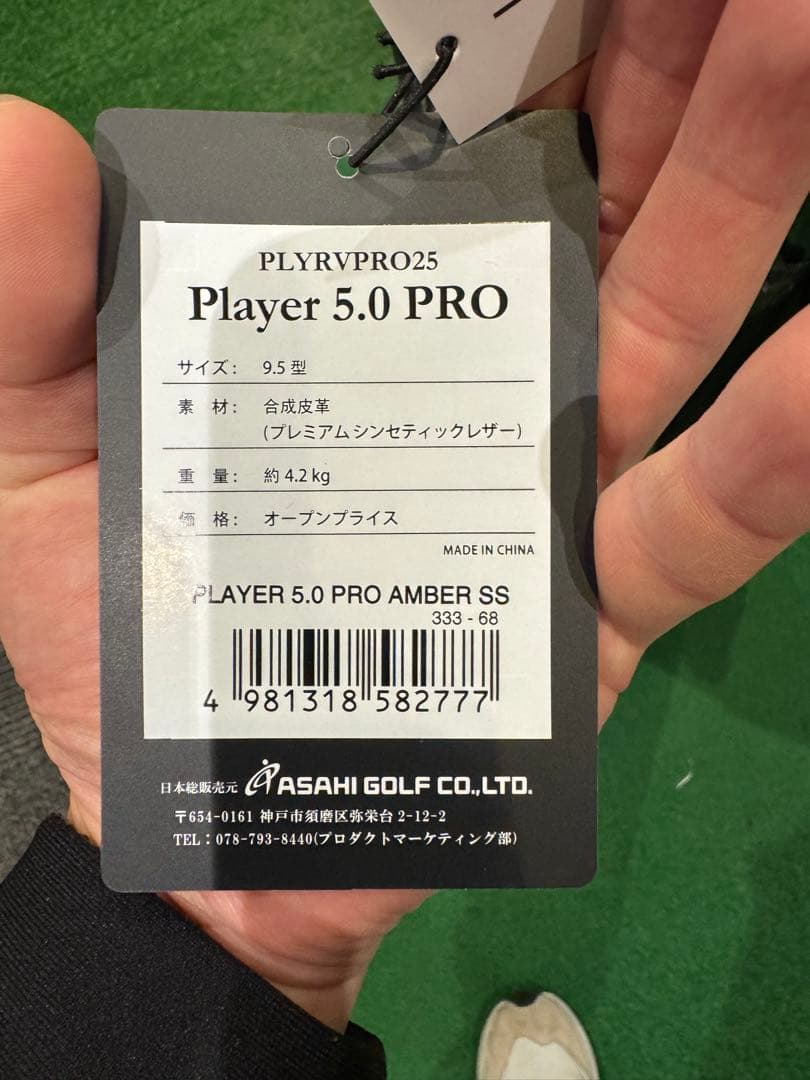 PLYRVPRO25
Player 5.0 PRO
サイズ： 9.5 型
素 材： 合成皮革
(プレミアムシンセティックレザー)
重 量： 約 4.2 kg
価 格： オープンプライス
MADE IN CHINA
PLAYER 5.0 PRO AMBER SS
333 - 68
4 981318 582777
日本総販売元 ASAHI GOLF CO.,LTD.
〒654-0161 神戸市須磨区弥栄台 2-12-2
TEL：078-793-8440(プロダクトマーケティング部)